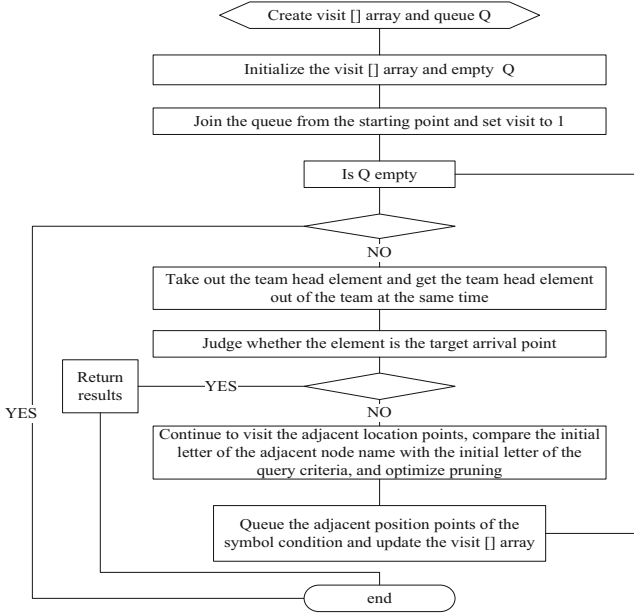 Create visit [] array and queue Q
Initialize the visit [] array and empty Q
Join the queue from the starting point and set visit to 1
Is Q empty
NO
Take out the team head element and get the team head element
out of the team at the same time
Judge whether the element is the target arrival point
Return
results
YES
YES
NO
Continue to visit the adjacent location points, compare the initial
letter of the adjacent node name with the initial letter of the
query criteria, and optimize pruning
Queue the adjacent position points of the
symbol condition and update the visit [] array
end